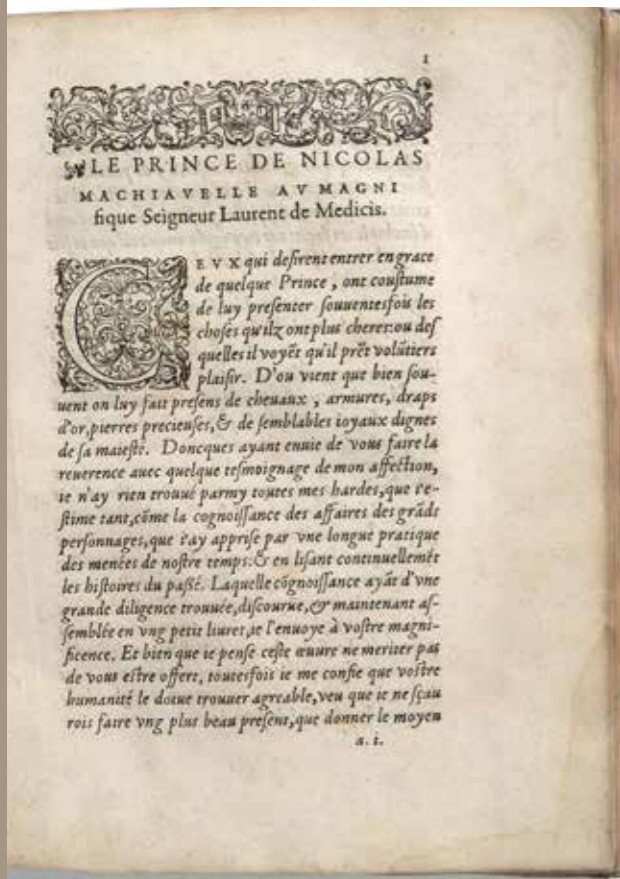 1
LE PRINCE DE NICOLAS
MACHIAVELLE AV MAGNI
fique Seigneur Laurent de Medicis.
CEVX qui deſirent entrer en grace
de quelque Prince, ont couſtume
de luy preſenter ſouuentesfois les
choſes qu'ilz ont plus cheres: ou deſ
quelles il voyẽt qu'il prẽt volũtiers
plaiſir. D'ou vient que bien ſou-
uent on luy fait preſens de cheuaux, armures, draps
d'or, pierres precieuſes, & de ſemblables ioyaux dignes
de ſa maieſté. Doncques ayant enuie de vous faire la
reuerence auec quelque teſmoignage de mon affection,
ie n'ay rien trouué parmy toutes mes hardes, que i'e-
ſtime tant, cõme la cognoiſſance des affaires des grãds
perſonnages, que i'ay appriſe par vne longue pratique
des menées de noſtre temps: & en liſant continuellemẽt
les hiſtoires du paßé. Laquelle cõgnoiſſance ayãt d'vne
grande diligence trouuée, diſcourue, & maintenant aſ-
ſemblée en vng petit liuret, ie l'enuoye à voſtre magni-
ficence. Et bien que ie penſe ceſte œuure ne meriter pas
de vous eſtre offert, toutesfois ie me confie que voſtre
humanité le doiue trouuer agreable, veu que ie ne ſçau
rois faire vng plus beau preſent, que donner le moyen
a. i.